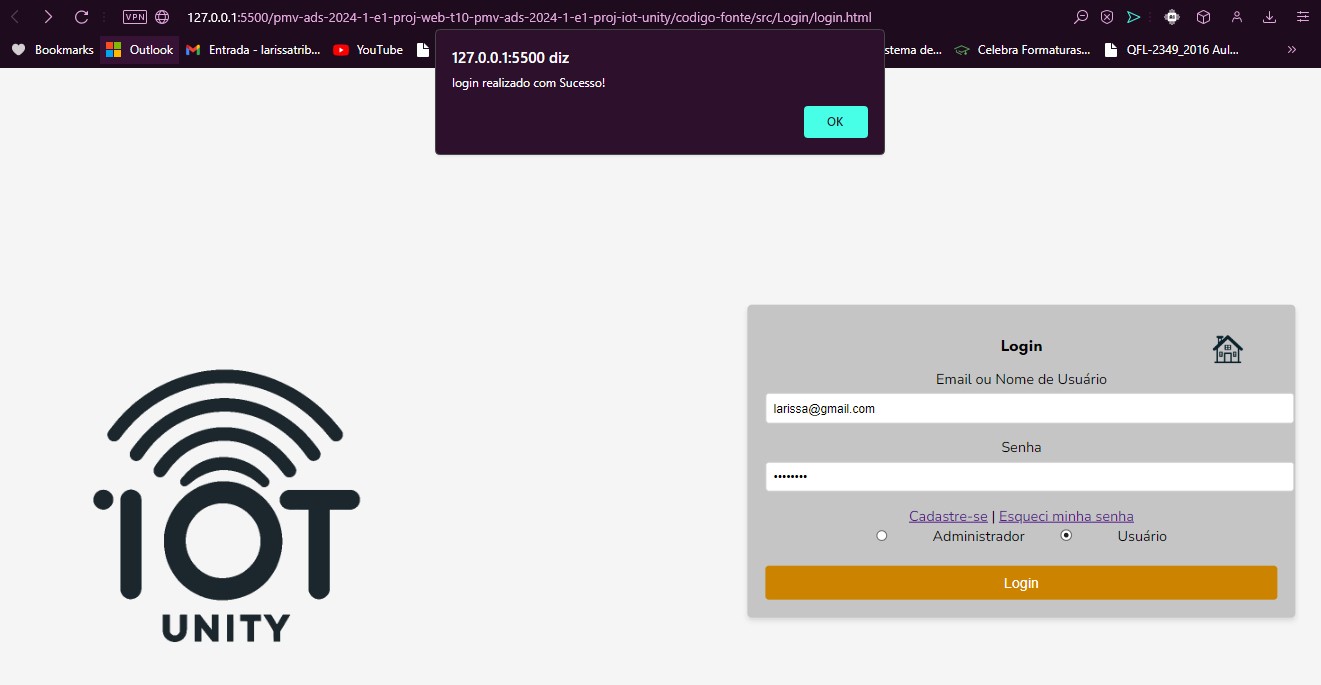 VPN 127.0.0.1:5500/pmv-ads-2024-1-e1-proj-web-t10-pmv-ads-2024-1-e1-proj-iot-unity/codigo-fonte/src/Login/login.html
Bookmarks Outlook Entrada - larissatrib... YouTube stema de... Celebra Formaturas... QFL-2349_2016 Aul... »
127.0.0.1:5500 diz
login realizado com Sucesso!
OK
Login
Email ou Nome de Usuário
larissa@gmail.com
Senha
••••••••
Cadastre-se | Esqueci minha senha
Administrador Usuário
Login
IOT
UNITY